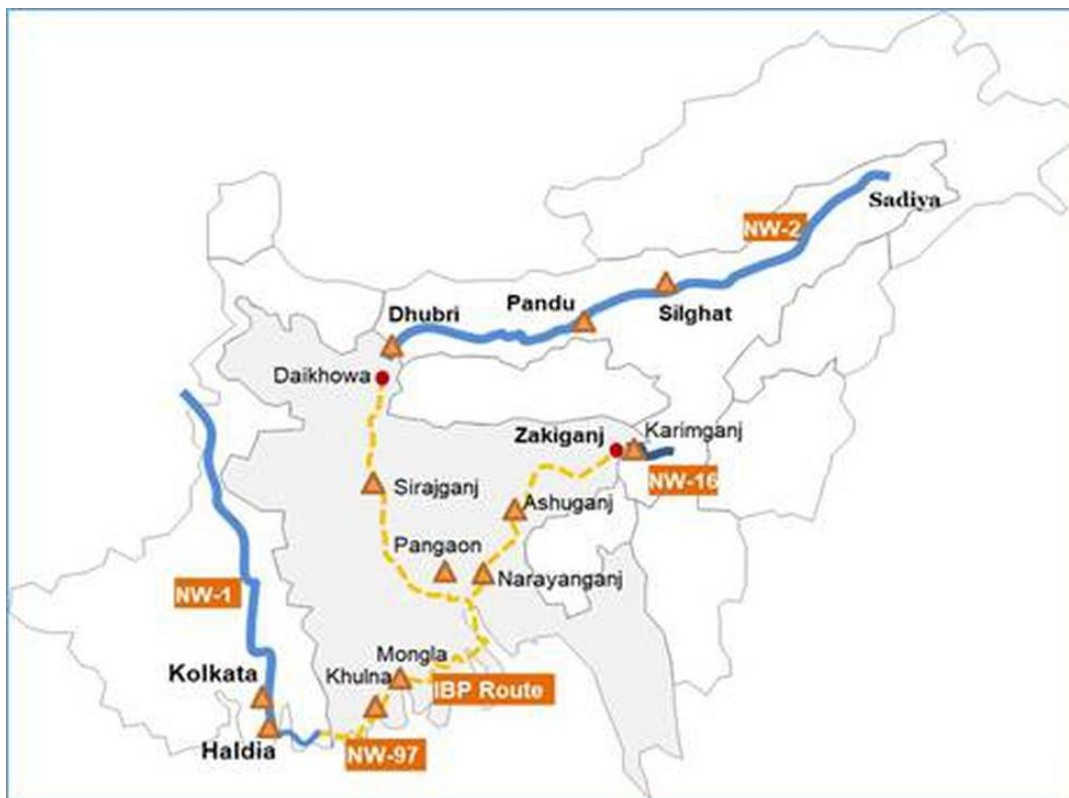 Sadiya
NW-2
Pandu
Silghat
Dhubri
Daikhowa
Zakiganj
Karimganj
NW-16
Sirajganj
Ashuganj
Pangaon
Narayanganj
NW-1
Mongla
Kolkata
Khulna
IBP Route
Haldia
NW-97